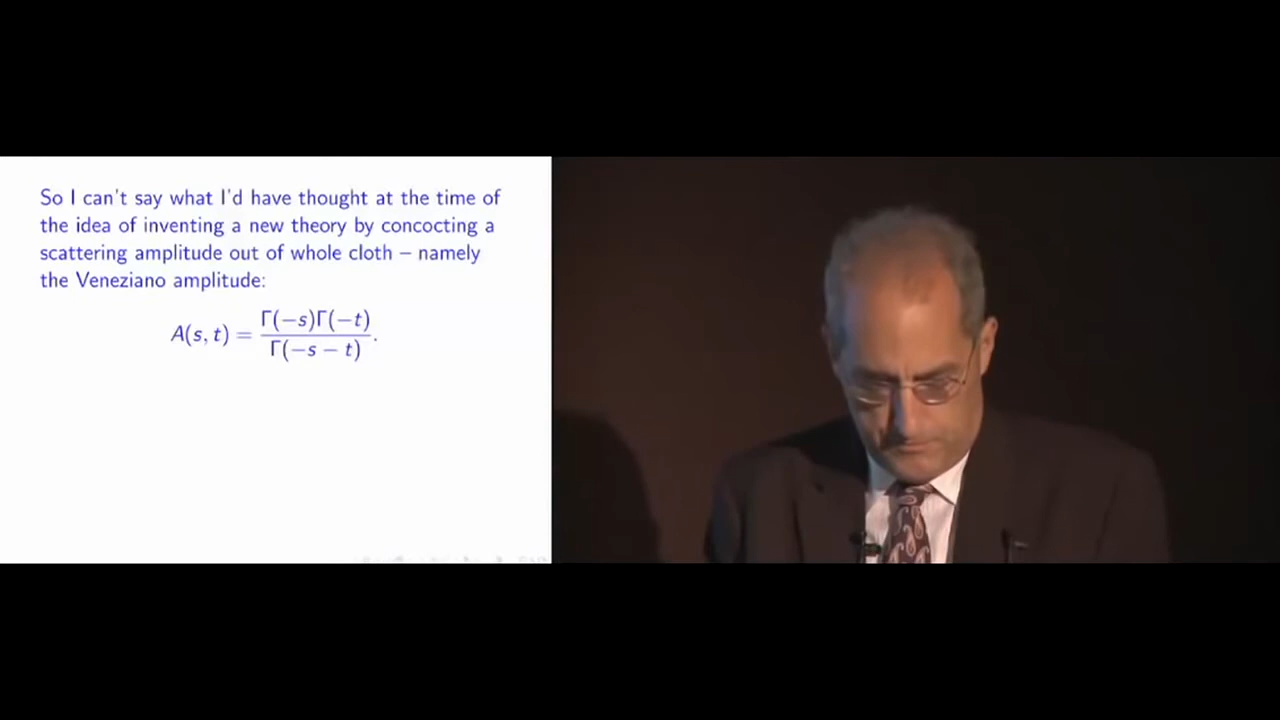 So I can't say what I'd have thought at the time of
the idea of inventing a new theory by concocting a
scattering amplitude out of whole cloth – namely
the Veneziano amplitude:
A(s, t) = Γ(−s)Γ(−t) / Γ(−s − t).